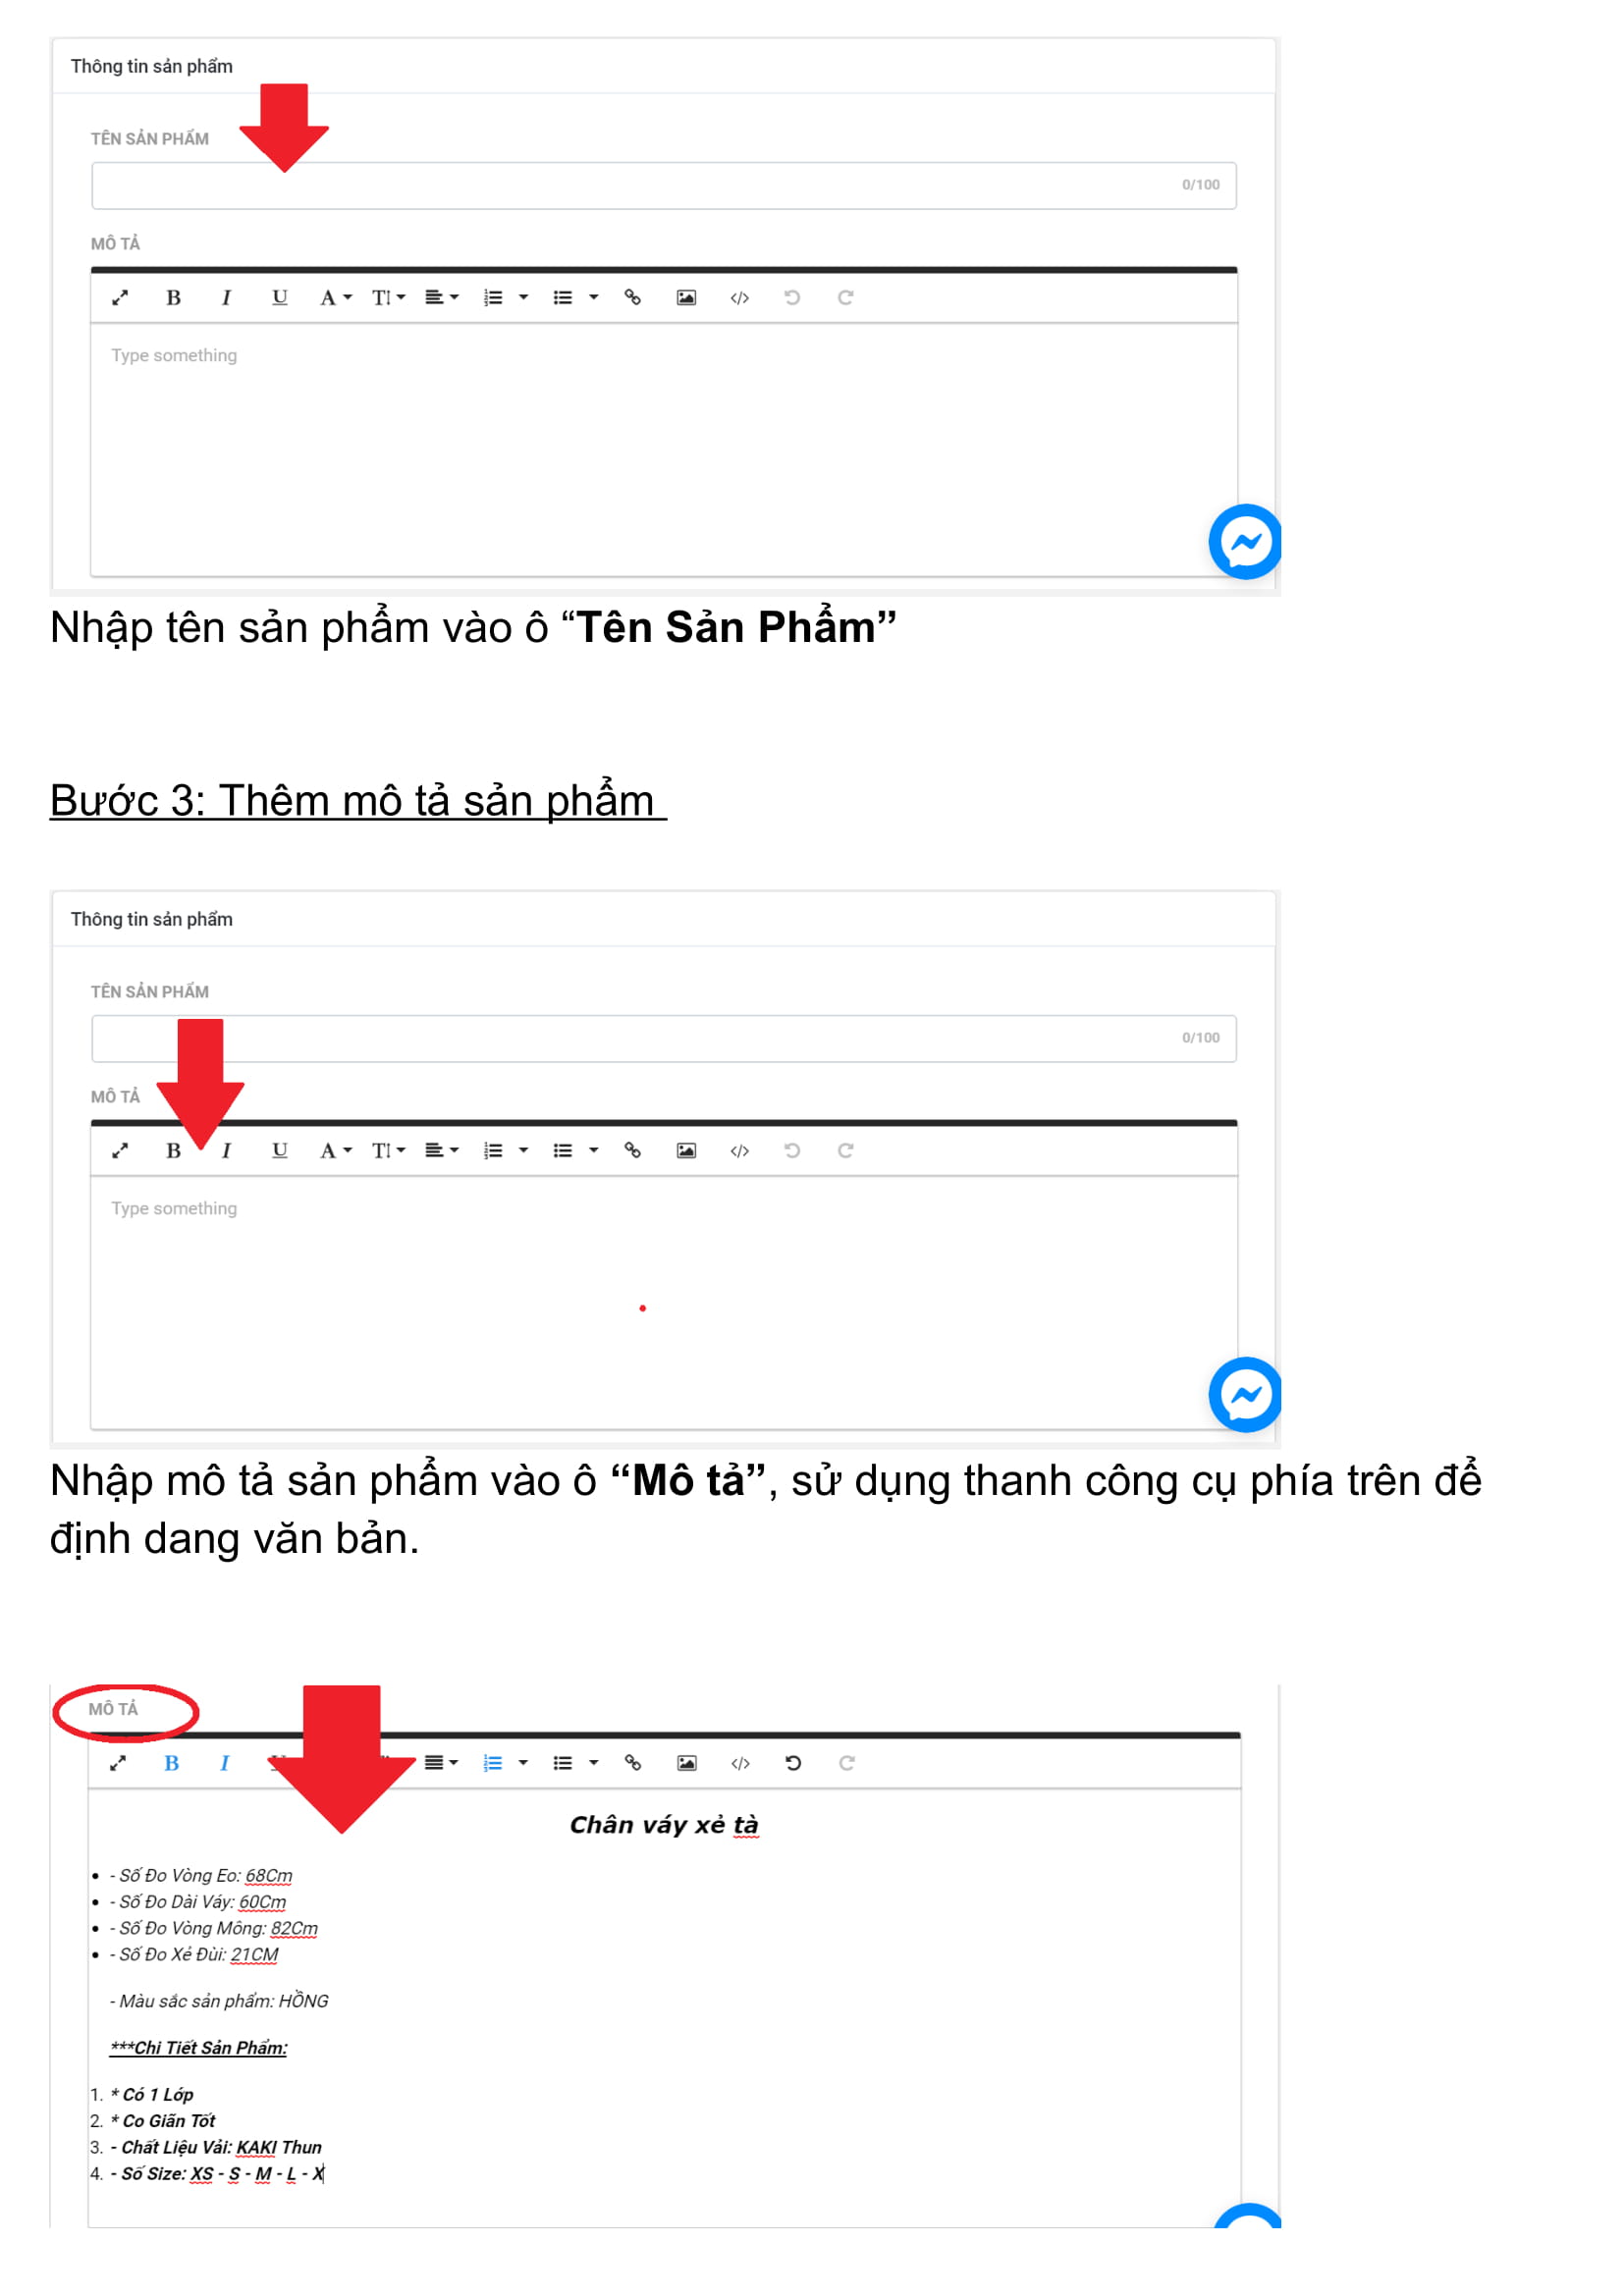 Thông tin sản phẩm
TÊN SẢN PHẨM
0/100
MÔ TẢ
B I U A T
Type something
Nhập tên sản phẩm vào ô “Tên Sản Phẩm”
Bước 3: Thêm mô tả sản phẩm
Thông tin sản phẩm
TÊN SẢN PHẨM
0/100
MÔ TẢ
B I U A T
Type something
Nhập mô tả sản phẩm vào ô “Mô tả”, sử dụng thanh công cụ phía trên để
định dang văn bản.
MÔ TẢ
B I
Chân váy xẻ tà
- Số Đo Vòng Eo: 68Cm
- Số Đo Dài Váy: 60Cm
- Số Đo Vòng Mông: 82Cm
- Số Đo Xẻ Đùi: 21CM
- Màu sắc sản phẩm: HỒNG
***Chi Tiết Sản Phẩm:
1. * Có 1 Lớp
2. * Co Giãn Tốt
3. - Chất Liệu Vải: KAKI Thun
4. - Số Size: XS - S - M - L - X